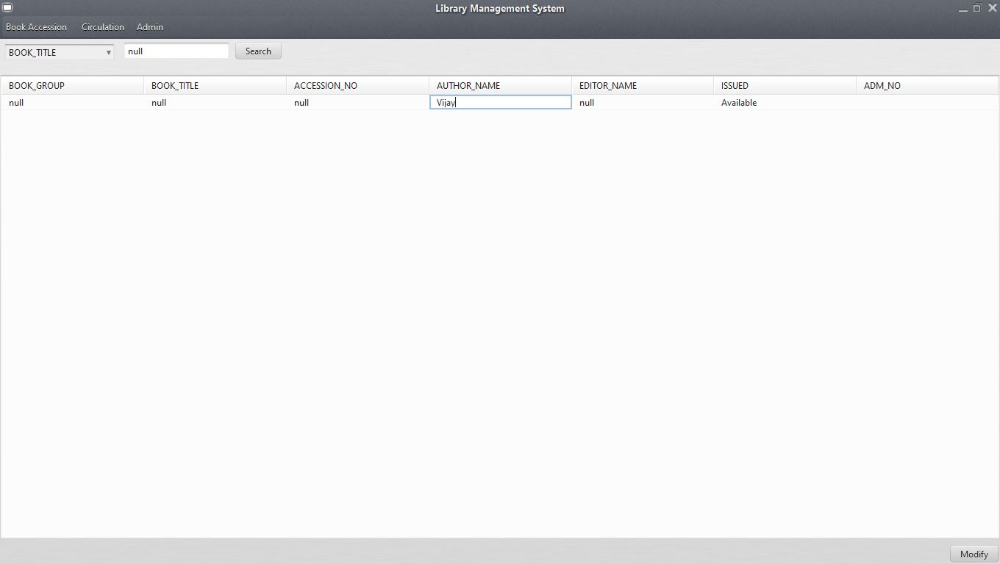 Library Management System
Book Accession Circulation Admin
BOOK_TITLE null Search
BOOK_GROUP BOOK_TITLE ACCESSION_NO AUTHOR_NAME EDITOR_NAME ISSUED ADM_NO
null null null Vijay null Available
Modify